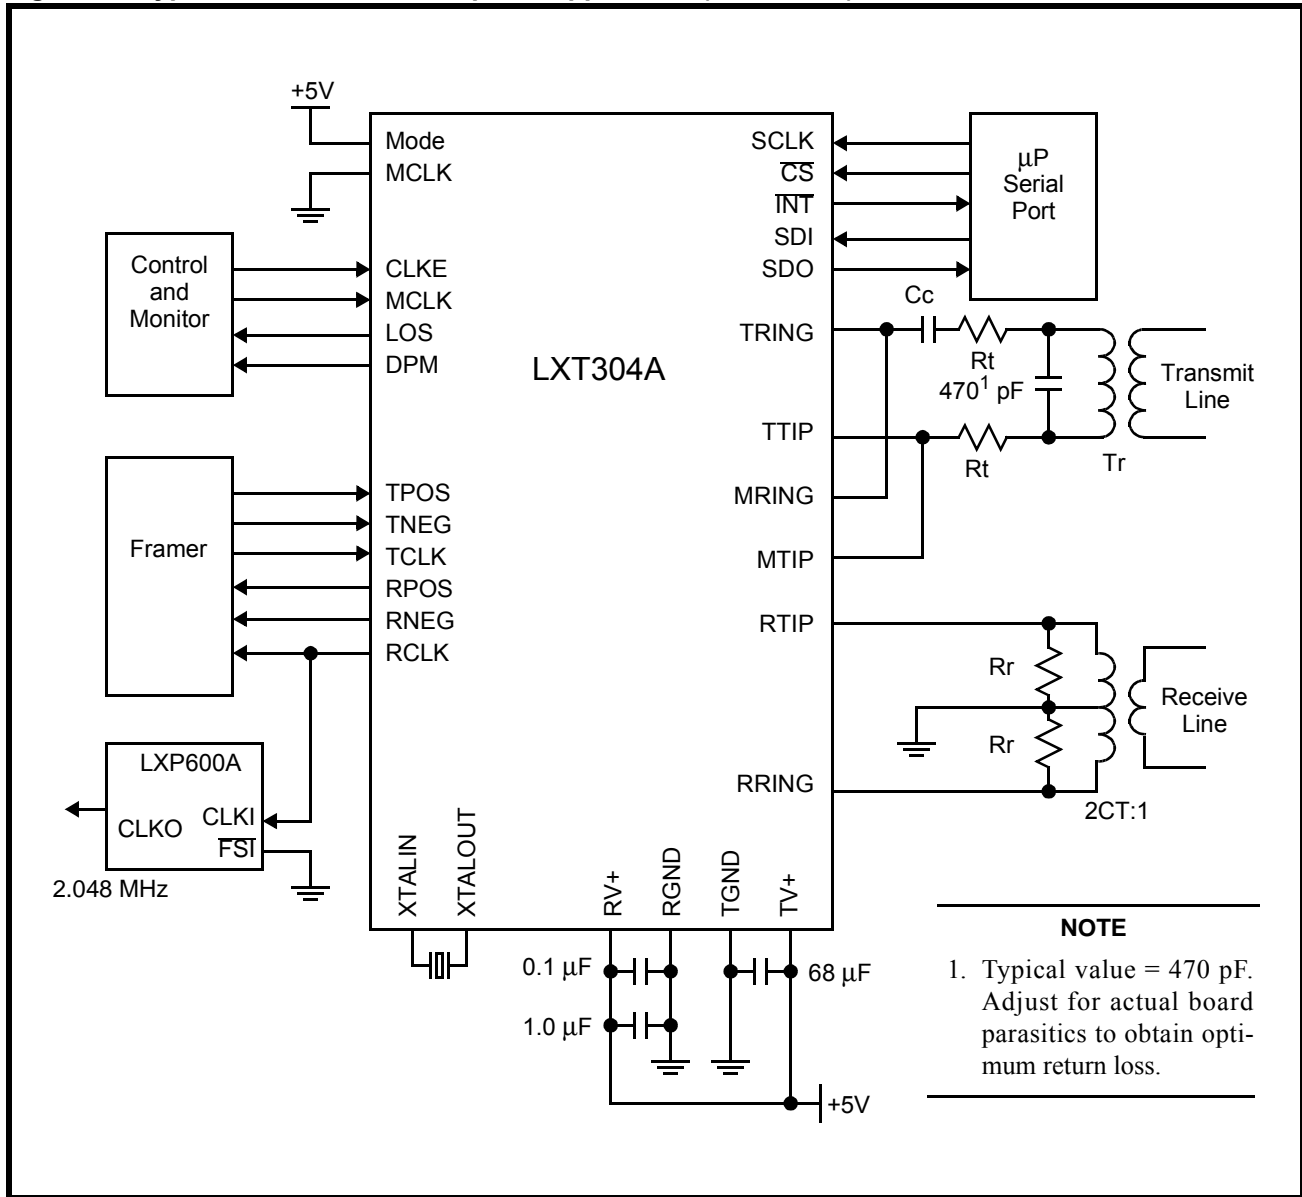 +5V
Mode
MCLK
SCLK
CS
INT
SDI
SDO
µP
Serial
Port
Control
and
Monitor
CLKE
MCLK
LOS
DPM
LXT304A
Cc
TRING
Rt
470¹ pF
TTIP
Rt
Tr
Transmit
Line
MRING
MTIP
Framer
TPOS
TNEG
TCLK
RPOS
RNEG
RCLK
RTIP
Rr
Rr
RRING
Receive
Line
2CT:1
LXP600A
CLKI
CLKO
FSI
2.048 MHz
XTALIN
XTALOUT
RV+
RGND
TGND
TV+
0.1 µF
68 µF
1.0 µF
+5V
NOTE
1. Typical value = 470 pF.
Adjust for actual board
parasitics to obtain opti-
mum return loss.